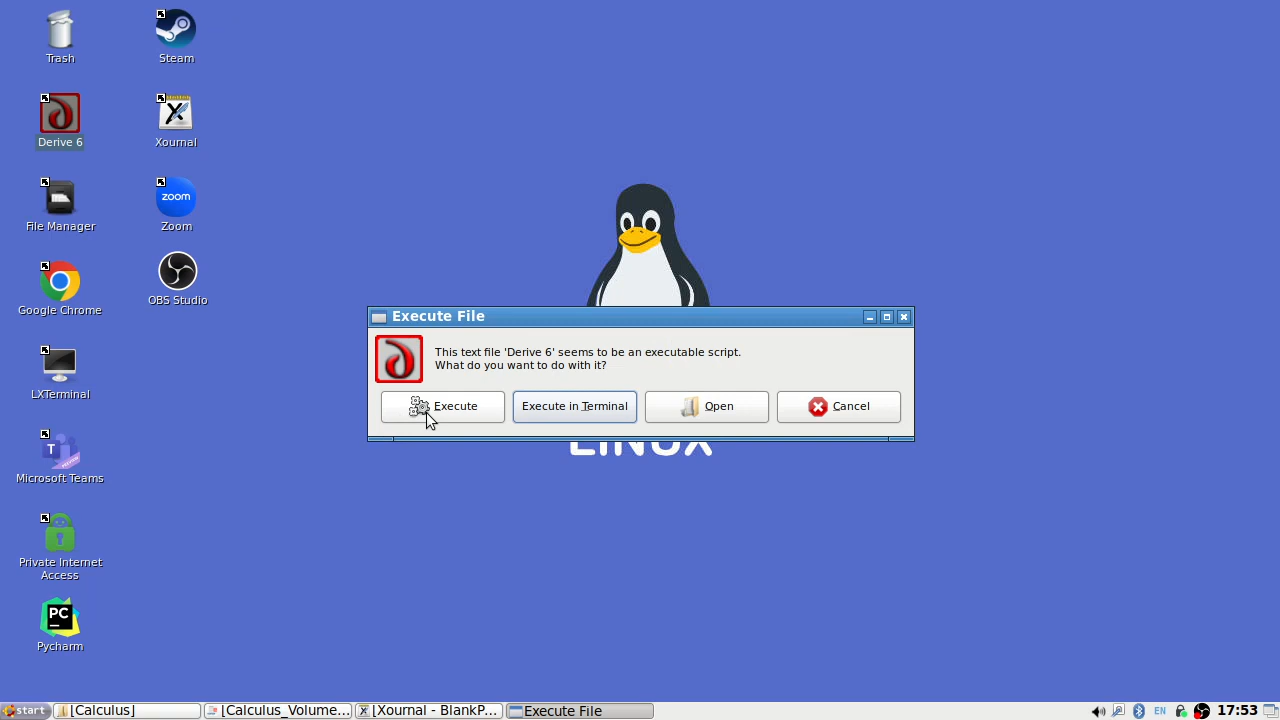 Trash
Steam
Derive 6
Xournal
File Manager
zoom
Zoom
Google Chrome
OBS Studio
LXTerminal
Microsoft Teams
Private Internet
Access
PC
Pycharm
Execute File
This text file 'Derive 6' seems to be an executable script.
What do you want to do with it?
Execute
Execute in Terminal
Open
Cancel
LINUX
start
[Calculus]
[Calculus_Volume...
[Xournal - BlankP...
Execute File
EN
17:53